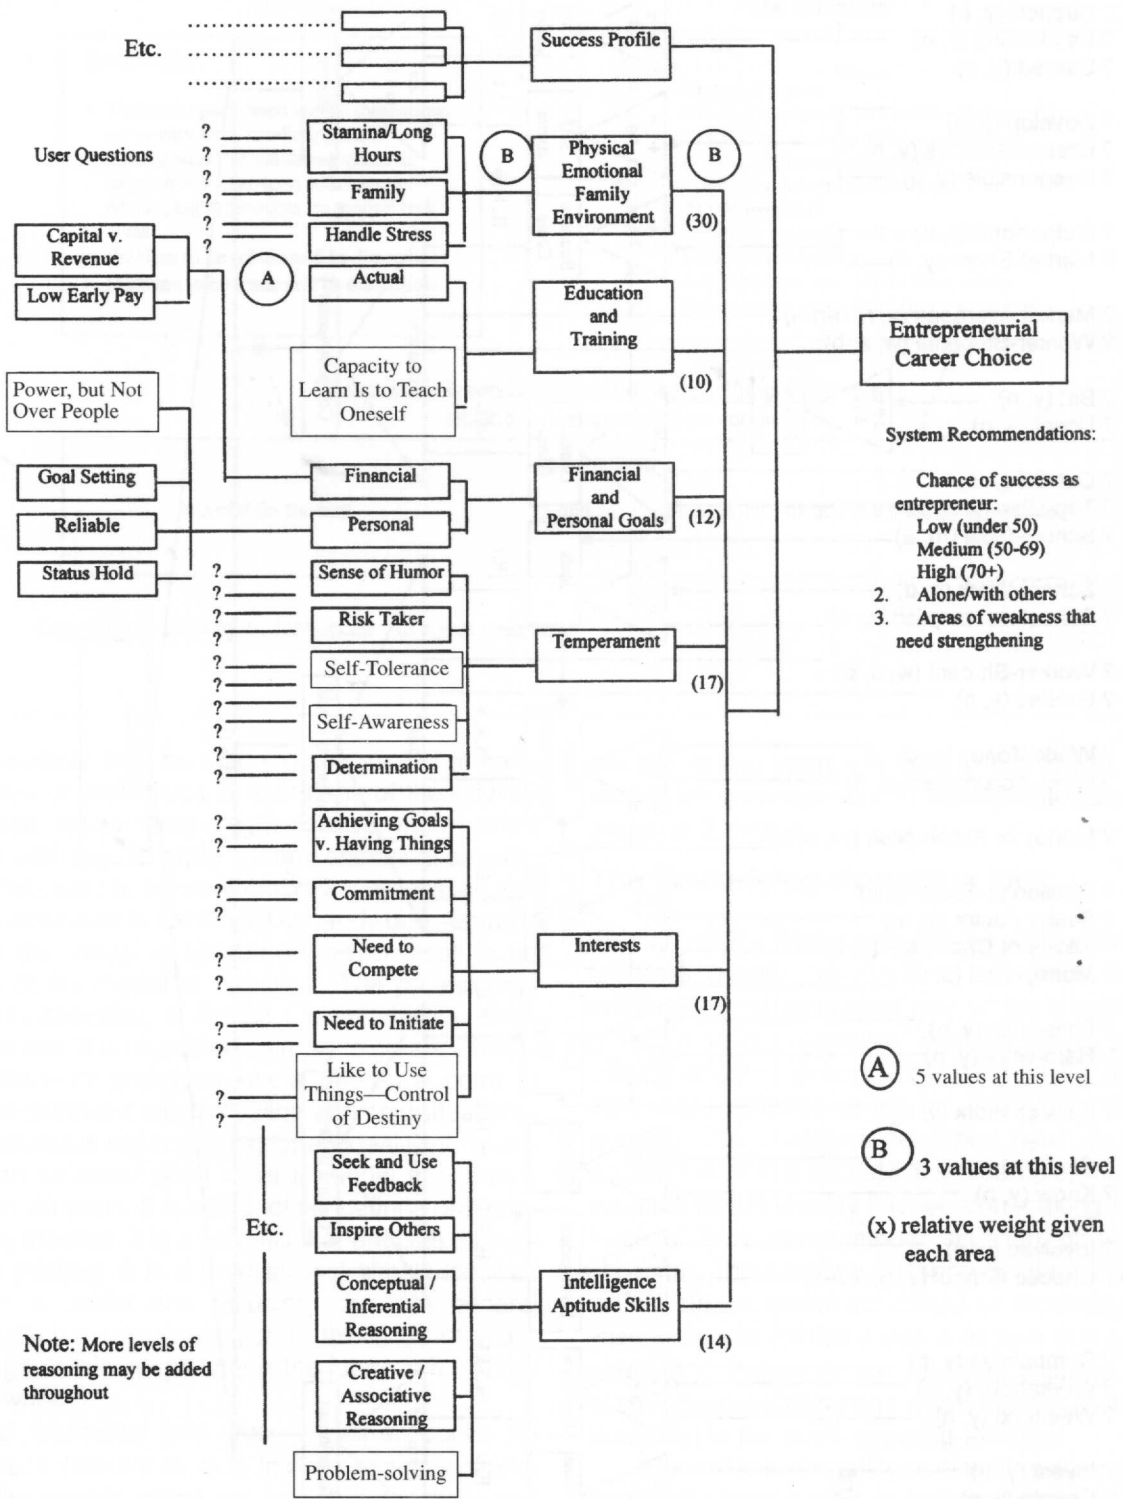 Etc.
Success Profile
User Questions
?
?
?
?
?
?
Stamina/Long
Hours
Family
Handle Stress
B
Physical
Emotional
Family
Environment
B
(30)
Capital v.
Revenue
Low Early Pay
A
Actual
Capacity to
Learn Is to Teach
Oneself
Education
and
Training
(10)
Entrepreneurial
Career Choice
Power, but Not
Over People
Goal Setting
Reliable
Status Hold
Financial
Personal
Financial
and
Personal Goals
(12)
System Recommendations:
Chance of success as
entrepreneur:
Low (under 50)
Medium (50-69)
High (70+)
2. Alone/with others
3. Areas of weakness that
need strengthening
?
?
?
?
?
?
?
?
?
?
Sense of Humor
Risk Taker
Self-Tolerance
Self-Awareness
Determination
Temperament
(17)
?
?
?
?
?
?
?
?
?
?
Achieving Goals
v. Having Things
Commitment
Need to
Compete
Need to Initiate
Like to Use
Things—Control
of Destiny
Interests
(17)
A 5 values at this level
B 3 values at this level
(x) relative weight given
each area
Etc.
Seek and Use
Feedback
Inspire Others
Conceptual /
Inferential
Reasoning
Creative /
Associative
Reasoning
Problem-solving
Intelligence
Aptitude Skills
(14)
Note: More levels of
reasoning may be added
throughout